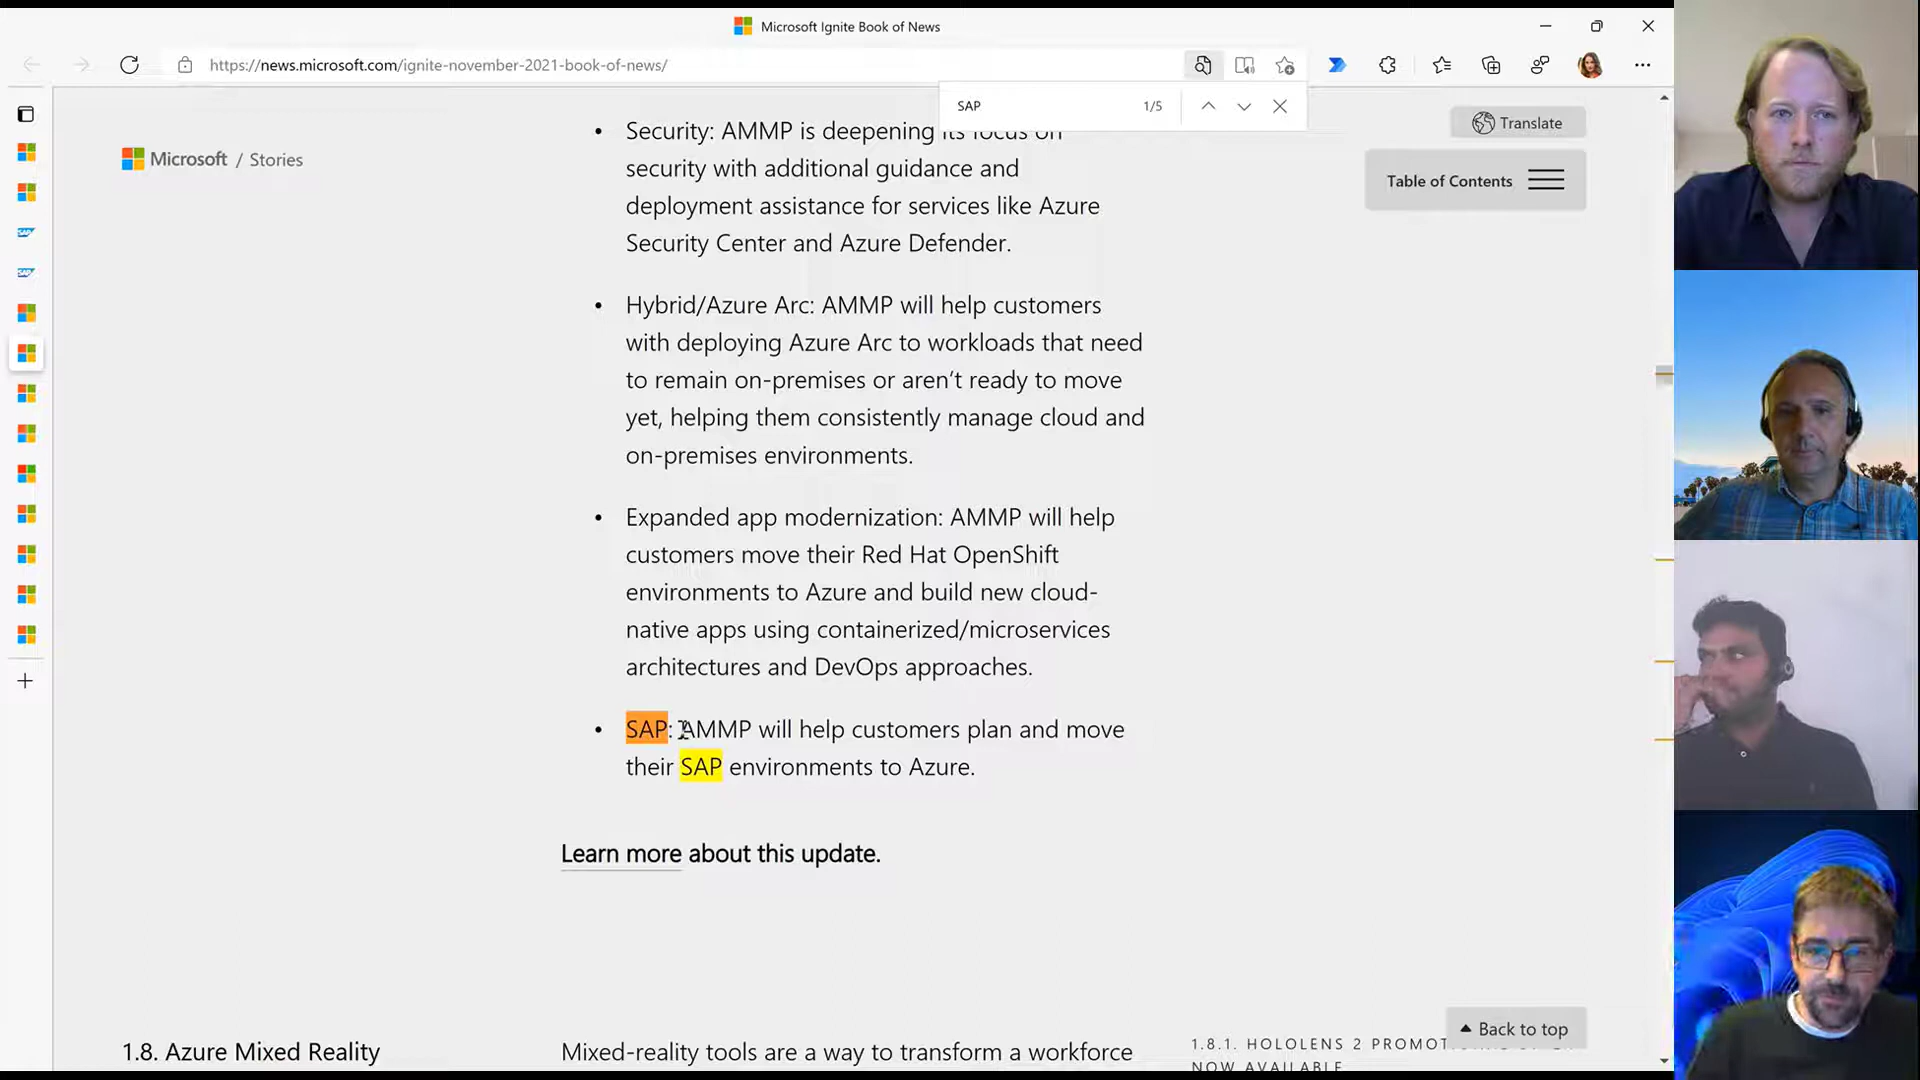 Microsoft Ignite Book of News
https://news.microsoft.com/ignite-november-2021-book-of-news/
SAP 1/5
Translate
Microsoft / Stories
Table of Contents
• Security: AMMP is deepening its focus on
security with additional guidance and
deployment assistance for services like Azure
Security Center and Azure Defender.
• Hybrid/Azure Arc: AMMP will help customers
with deploying Azure Arc to workloads that need
to remain on-premises or aren’t ready to move
yet, helping them consistently manage cloud and
on-premises environments.
• Expanded app modernization: AMMP will help
customers move their Red Hat OpenShift
environments to Azure and build new cloud-
native apps using containerized/microservices
architectures and DevOps approaches.
• SAP: AMMP will help customers plan and move
their SAP environments to Azure.
Learn more about this update.
Back to top
1.8. Azure Mixed Reality
Mixed-reality tools are a way to transform a workforce
1.8.1. HOLOLENS 2
NOW AVAILABLE
SAP
SAP